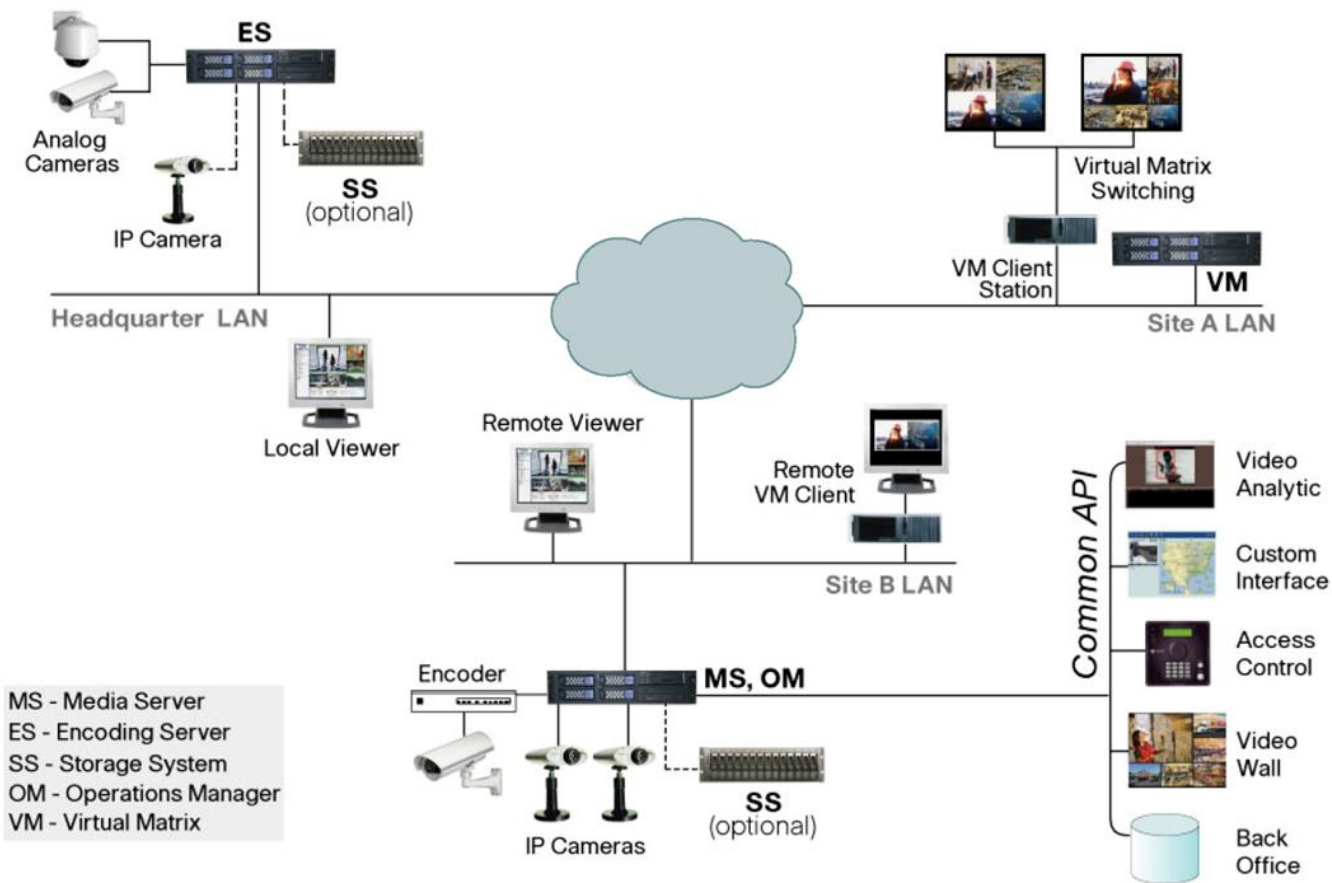 ES
Analog
Cameras
SS
(optional)
IP Camera
Virtual Matrix
Switching
VM Client
Station
VM
Headquarter LAN
Site A LAN
Local Viewer
Remote Viewer
Remote
VM Client
Site B LAN
Common API
Video
Analytic
Custom
Interface
Access
Control
Video
Wall
Back
Office
Encoder
MS, OM
IP Cameras
SS
(optional)
MS - Media Server
ES - Encoding Server
SS - Storage System
OM - Operations Manager
VM - Virtual Matrix